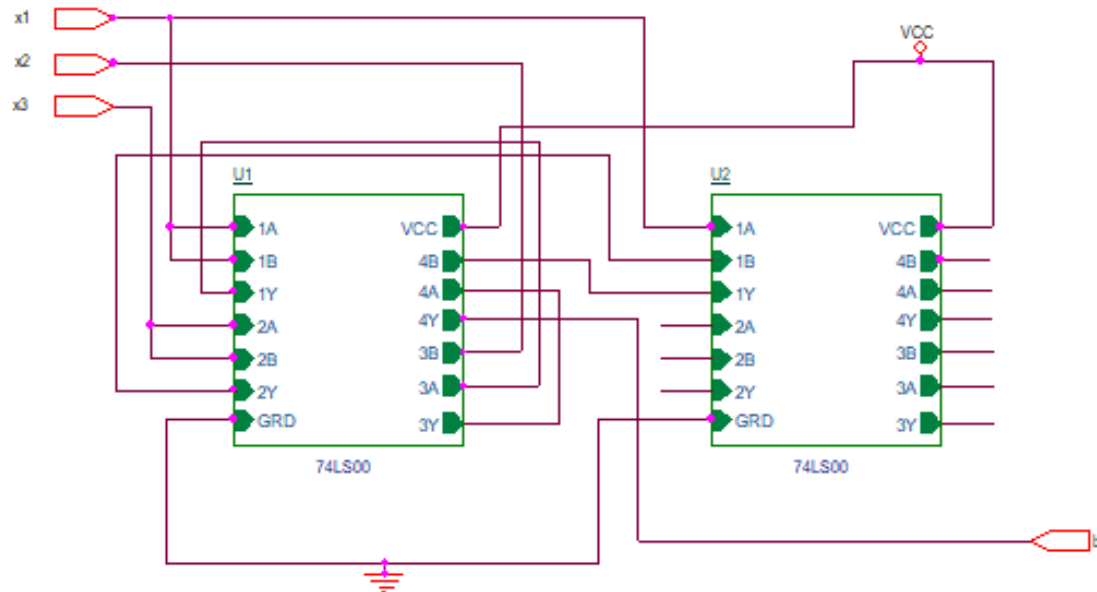 x1
x2
x3
VCC
U1
1A
1B
1Y
2A
2B
2Y
GRD
VCC
4B
4A
4Y
3B
3A
3Y
74LS00
U2
1A
1B
1Y
2A
2B
2Y
GRD
VCC
4B
4A
4Y
3B
3A
3Y
74LS00